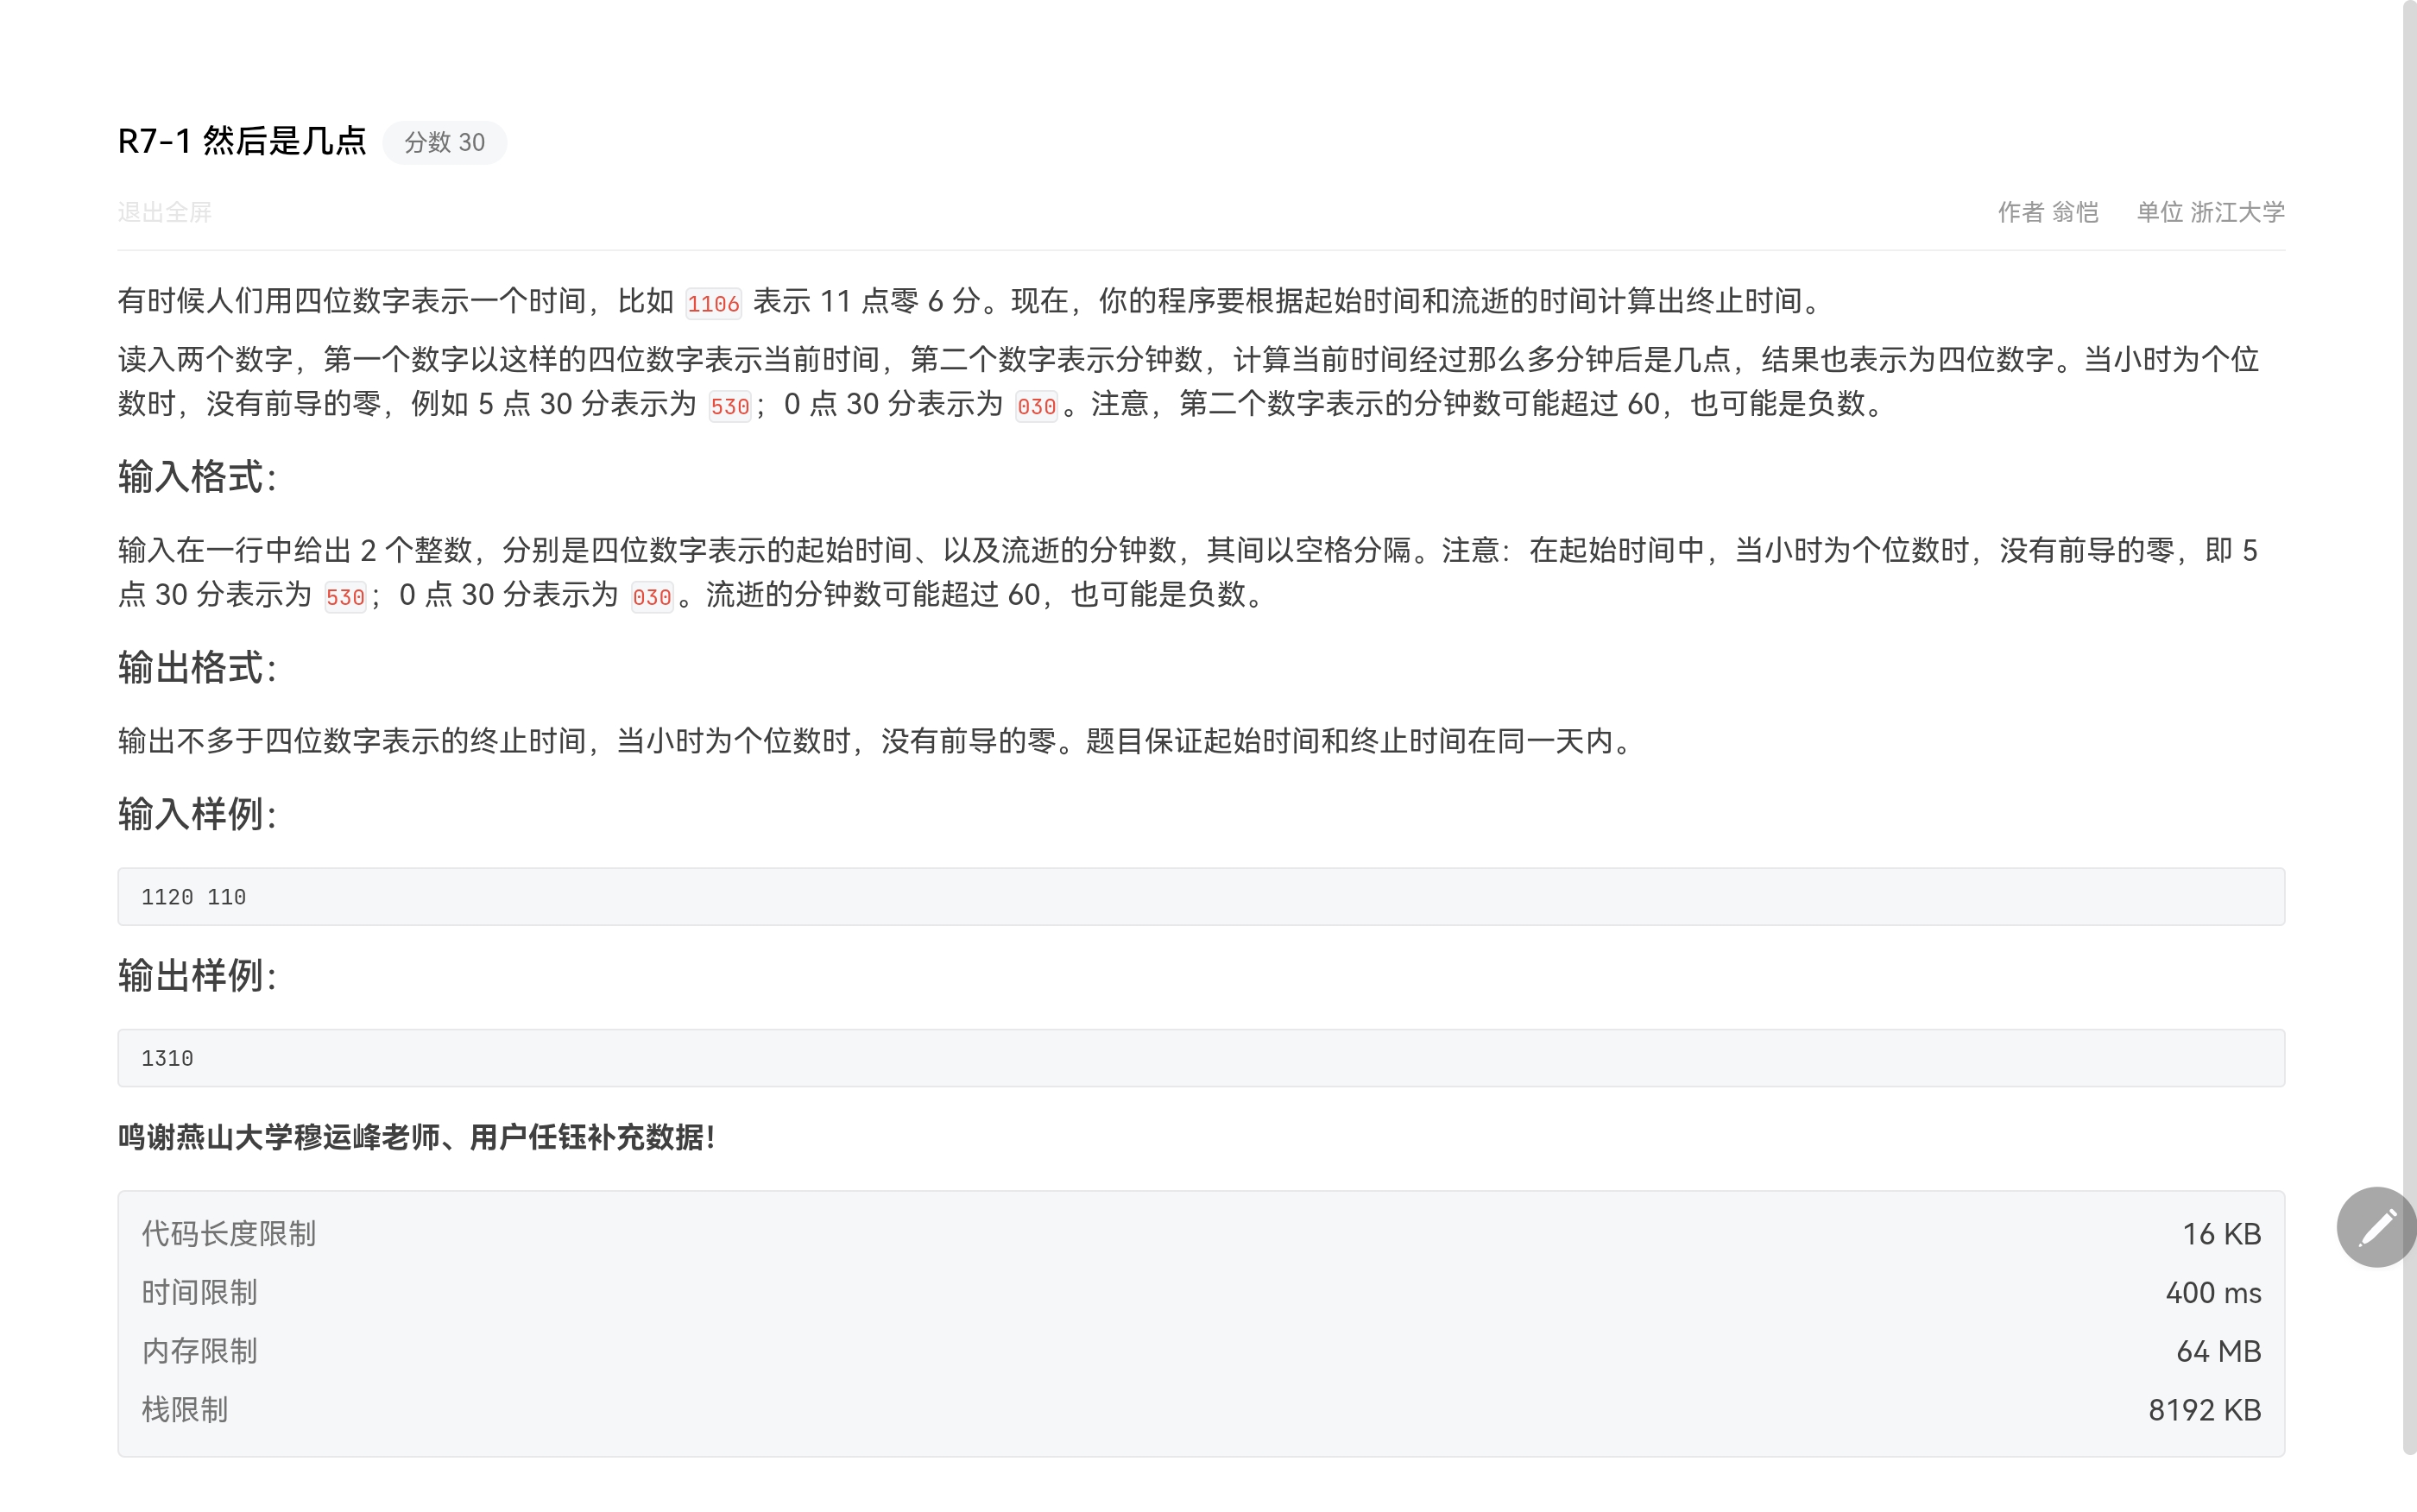 R7-1 然后是几点 分数 30
退出全屏 作者 翁恺 单位 浙江大学
有时候人们用四位数字表示一个时间，比如 1106 表示 11 点零 6 分。现在，你的程序要根据起始时间和流逝的时间计算出终止时间。
读入两个数字，第一个数字以这样的四位数字表示当前时间，第二个数字表示分钟数，计算当前时间经过那么多分钟后是几点，结果也表示为四位数字。当小时为个位
数时，没有前导的零，例如 5 点 30 分表示为 530；0 点 30 分表示为 030。注意，第二个数字表示的分钟数可能超过 60，也可能是负数。
输入格式：
输入在一行中给出 2 个整数，分别是四位数字表示的起始时间、以及流逝的分钟数，其间以空格分隔。注意：在起始时间中，当小时为个位数时，没有前导的零，即 5
点 30 分表示为 530；0 点 30 分表示为 030。流逝的分钟数可能超过 60，也可能是负数。
输出格式：
输出不多于四位数字表示的终止时间，当小时为个位数时，没有前导的零。题目保证起始时间和终止时间在同一天内。
输入样例：
1120 110
输出样例：
1310
鸣谢燕山大学穆运峰老师、用户任钰补充数据！
代码长度限制 16 KB
时间限制 400 ms
内存限制 64 MB
栈限制 8192 KB